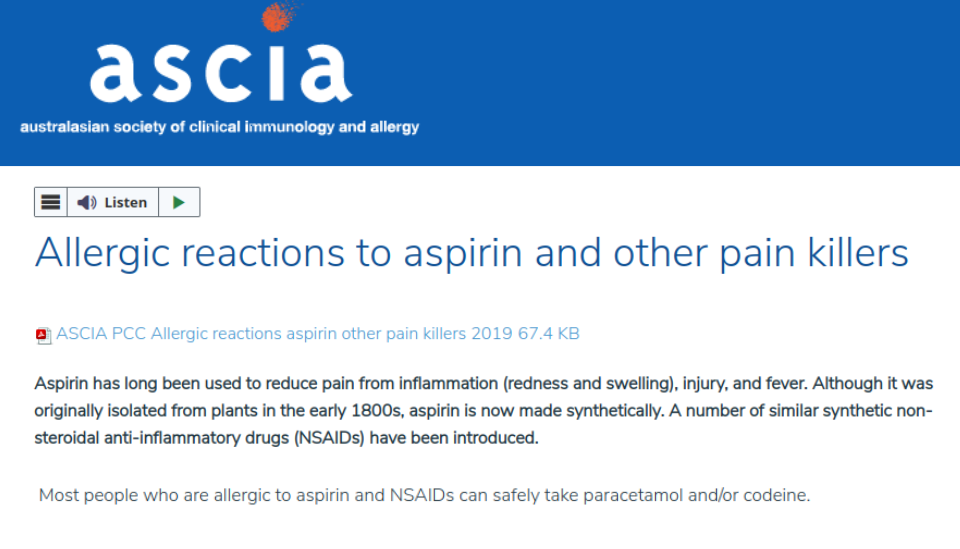 ascia
australasian society of clinical immunology and allergy
Listen
Allergic reactions to aspirin and other pain killers
ASCIA PCC Allergic reactions aspirin other pain killers 2019 67.4 KB
Aspirin has long been used to reduce pain from inflammation (redness and swelling), injury, and fever. Although it was
originally isolated from plants in the early 1800s, aspirin is now made synthetically. A number of similar synthetic non-
steroidal anti-inflammatory drugs (NSAIDs) have been introduced.
Most people who are allergic to aspirin and NSAIDs can safely take paracetamol and/or codeine.